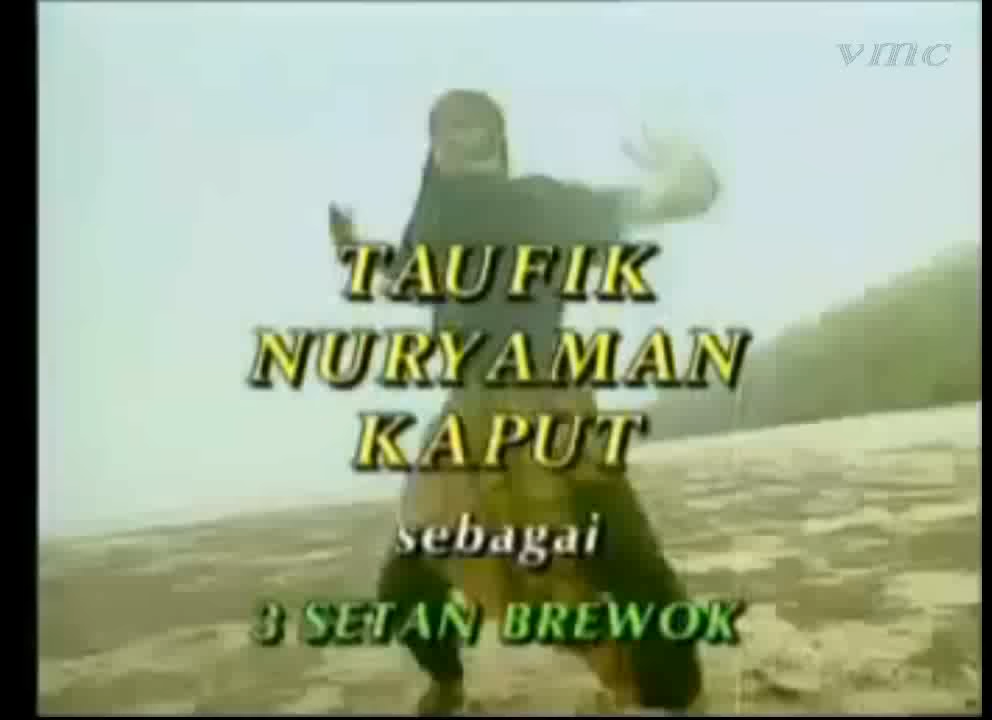 vmc
TAUFIK
NURYAMAN
KAPUT
sebagai
3 SETAN BREWOK